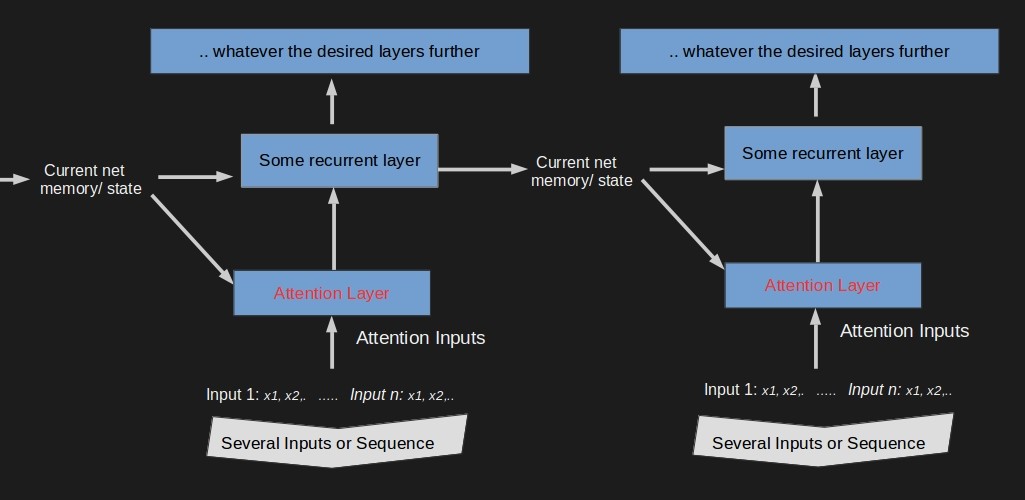 .. whatever the desired layers further
.. whatever the desired layers further
Some recurrent layer
Some recurrent layer
Current net
memory/ state
Current net
memory/ state
Attention Layer
Attention Layer
Attention Inputs
Attention Inputs
Input 1: x1, x2,. ..... Input n: x1, x2,..
Input 1: x1, x2,. ..... Input n: x1, x2,..
Several Inputs or Sequence
Several Inputs or Sequence